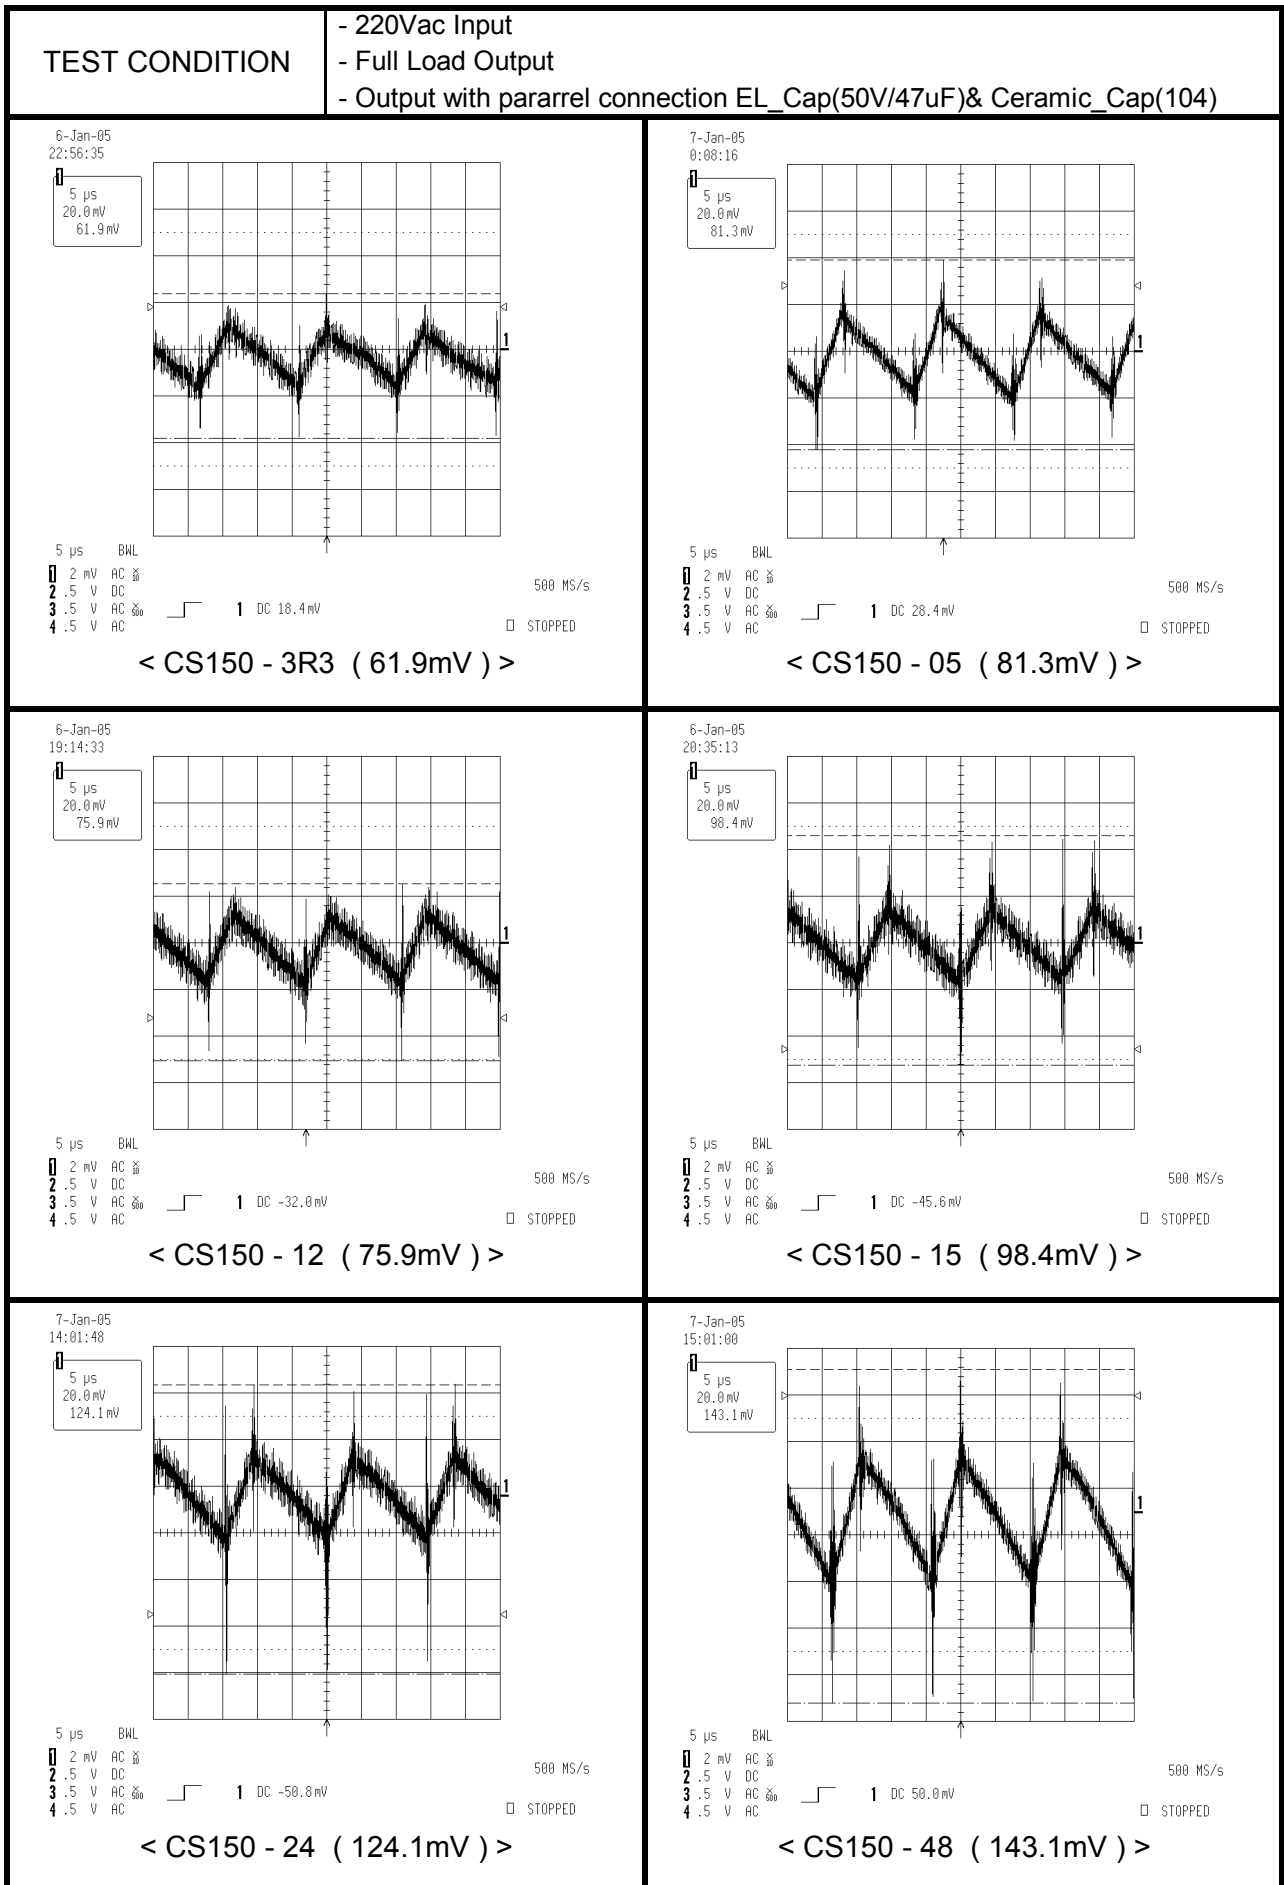 TEST CONDITION
- 220Vac Input
- Full Load Output
- Output with pararrel connection EL_Cap(50V/47uF)& Ceramic_Cap(104)
6-Jan-05
22:56:35
1
5 µs
20.0mV
61.9mV
1
5 µs BWL
1 2 mV AC
2 .5 V DC
3 .5 V AC
4 .5 V AC
1 DC 18.4mV
500 MS/s
STOPPED
< CS150 - 3R3 ( 61.9mV ) >
7-Jan-05
0:08:16
1
5 µs
20.0mV
81.3mV
1
5 µs BWL
1 2 mV AC
2 .5 V DC
3 .5 V AC
4 .5 V AC
1 DC 28.4mV
500 MS/s
STOPPED
< CS150 - 05 ( 81.3mV ) >
6-Jan-05
19:14:33
1
5 µs
20.0mV
75.9mV
1
5 µs BWL
1 2 mV AC
2 .5 V DC
3 .5 V AC
4 .5 V AC
1 DC -32.0mV
500 MS/s
STOPPED
< CS150 - 12 ( 75.9mV ) >
6-Jan-05
20:35:13
1
5 µs
20.0mV
98.4mV
1
5 µs BWL
1 2 mV AC
2 .5 V DC
3 .5 V AC
4 .5 V AC
1 DC -45.6mV
500 MS/s
STOPPED
< CS150 - 15 ( 98.4mV ) >
7-Jan-05
14:01:48
1
5 µs
20.0mV
124.1mV
1
5 µs BWL
1 2 mV AC
2 .5 V DC
3 .5 V AC
4 .5 V AC
1 DC -50.8mV
500 MS/s
STOPPED
< CS150 - 24 ( 124.1mV ) >
7-Jan-05
15:01:00
1
5 µs
20.0mV
143.1mV
1
5 µs BWL
1 2 mV AC
2 .5 V DC
3 .5 V AC
4 .5 V AC
1 DC 50.0mV
500 MS/s
STOPPED
< CS150 - 48 ( 143.1mV ) >